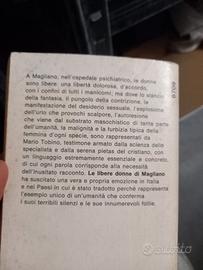 A Magliano, nell'ospedale psichiatrico, le donne
sono libere: una libertà dolorosa, d'accordo,
con i confini di tutti i manicomi; ma dove lo slancio
della fantasia, il pungolo della contrizione, la
manifestazione del desiderio sessuale, l'esplosione
dell'urlo che provochi scalpore, l'autolesione
che viene dal substrato masochistico di tanta parte
dell'umanità, la malignità e la furbizia tipica della
femmina d'ogni specie, sono rappresentati da
Mario Tobino, testimone armato dalla scienza dello
specialista e dalla serena pietas del cristiano, con
un linguaggio estremamente essenziale e concreto,
di cui ogni parola corrisponde alla necessità
dell'inusitato racconto. Le libere donne di Magliano
ha suscitato una vera e propria emozione in Italia
e nei Paesi in cui è stato tradotto perché rappresenta
l'esempio unico di un'umanità che conferma
i suoi terribili silenzi e le sue innumerevoli follie.
subito